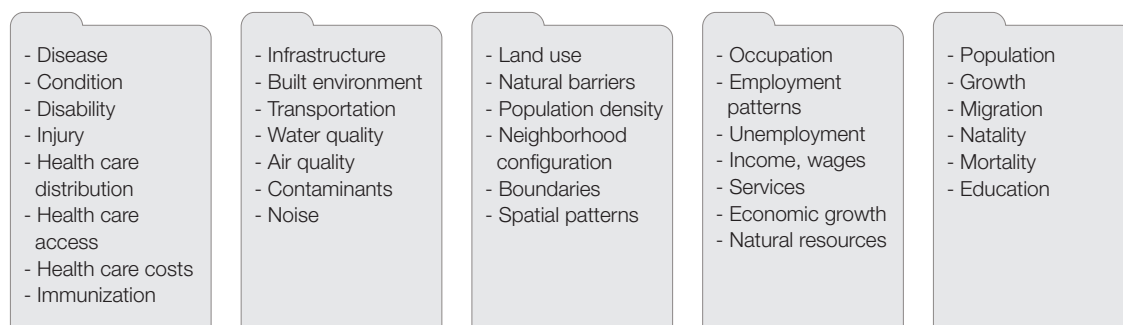 - Disease
- Condition
- Disability
- Injury
- Health care
distribution
- Health care
access
- Health care costs
- Immunization
- Infrastructure
- Built environment
- Transportation
- Water quality
- Air quality
- Contaminants
- Noise
- Land use
- Natural barriers
- Population density
- Neighborhood
configuration
- Boundaries
- Spatial patterns
- Occupation
- Employment
patterns
- Unemployment
- Income, wages
- Services
- Economic growth
- Natural resources
- Population
- Growth
- Migration
- Natality
- Mortality
- Education